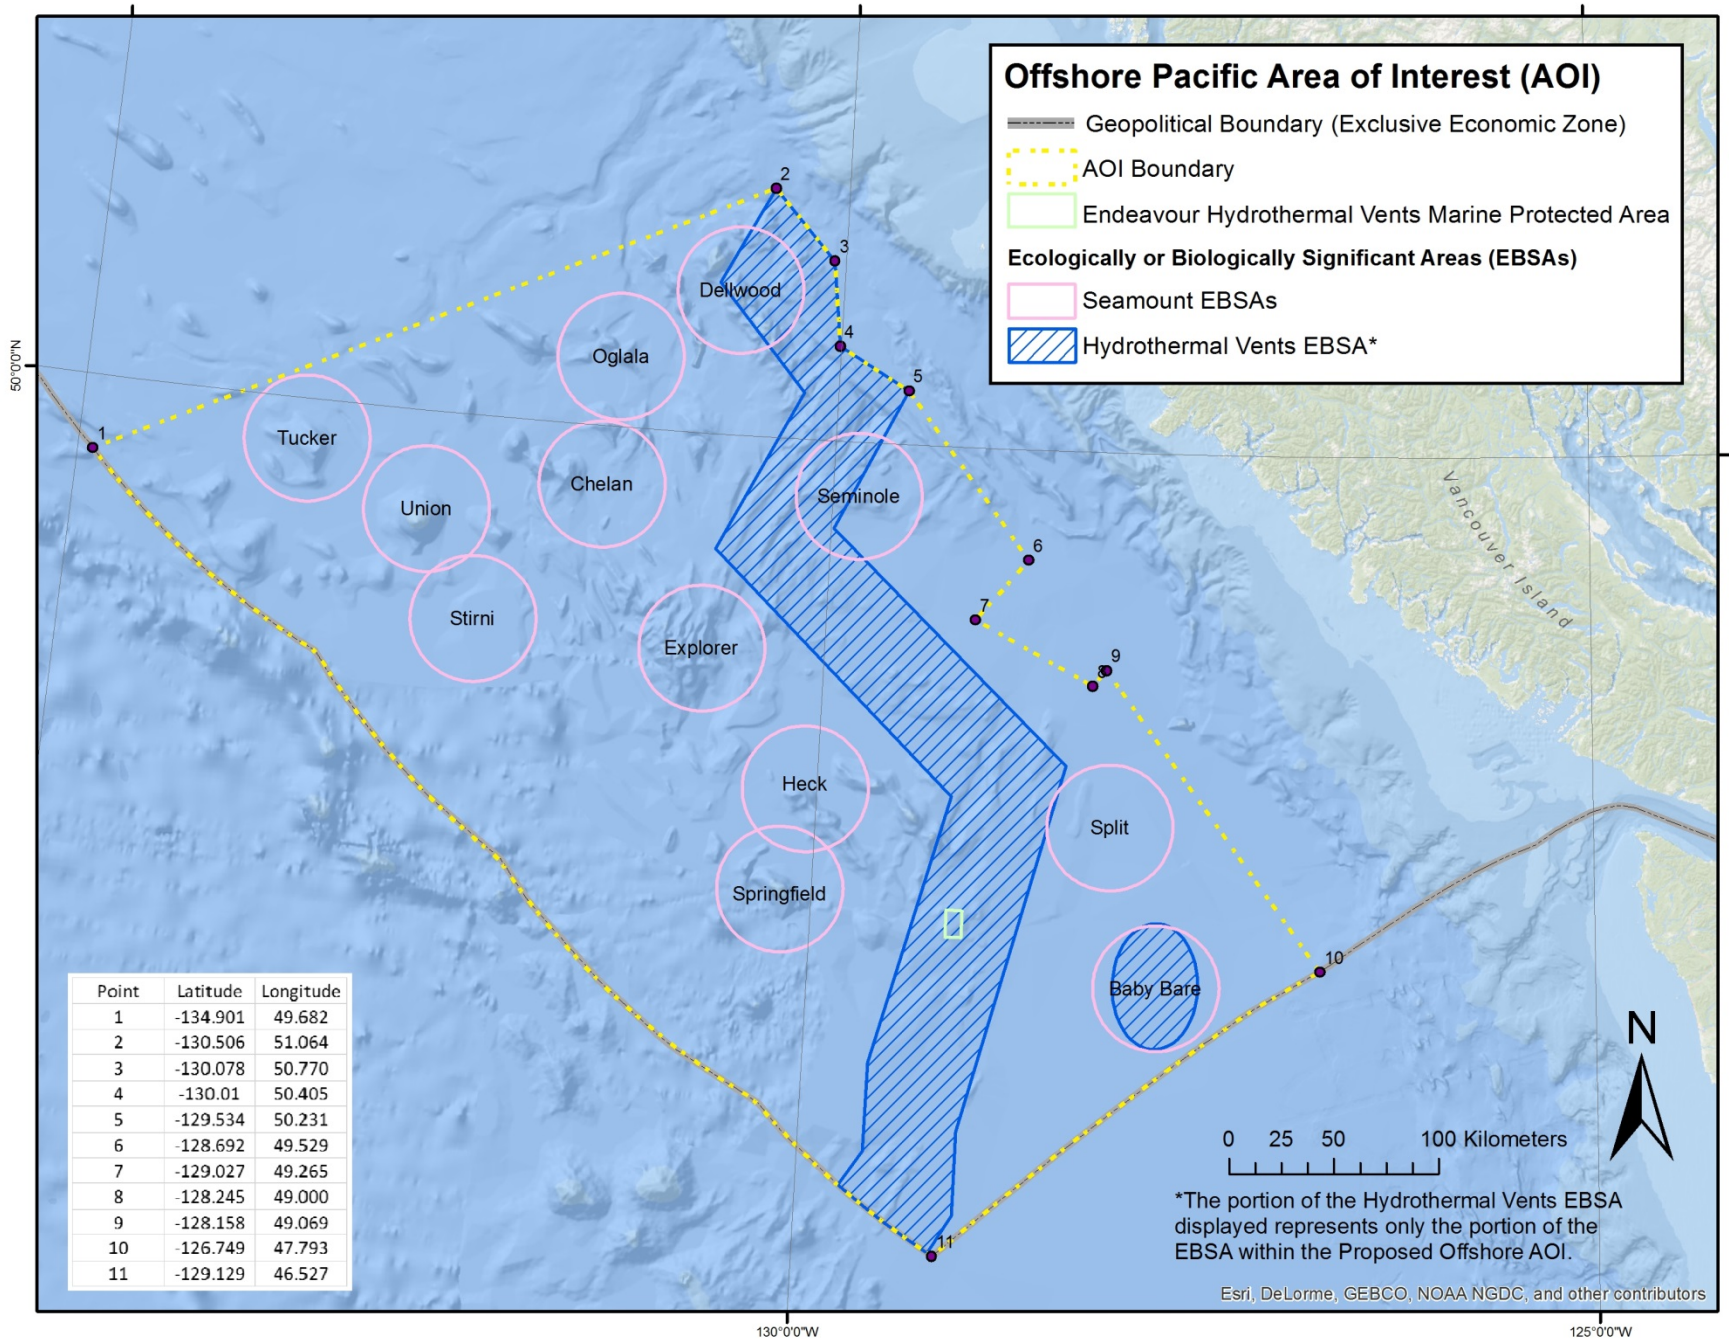 Offshore Pacific Area of Interest (AOI)
Geopolitical Boundary (Exclusive Economic Zone)
AOI Boundary
Endeavour Hydrothermal Vents Marine Protected Area
Ecologically or Biologically Significant Areas (EBSAs)
Seamount EBSAs
Hydrothermal Vents EBSA*
2
3
Dellwood
4
Oglala
50°0'0"N
5
1
Tucker
Chelan
Seminole
Union
Vancouver Island
6
7
Stirni
Explorer
9
8
Heck
Split
Springfield
10
Baby Bare
11
Point Latitude Longitude
1 -134.901 49.682
2 -130.506 51.064
3 -130.078 50.770
4 -130.01 50.405
5 -129.534 50.231
6 -128.692 49.529
7 -129.027 49.265
8 -128.245 49.000
9 -128.158 49.069
10 -126.749 47.793
11 -129.129 46.527
N
0 25 50 100 Kilometers
*The portion of the Hydrothermal Vents EBSA
displayed represents only the portion of the
EBSA within the Proposed Offshore AOI.
Esri, DeLorme, GEBCO, NOAA NGDC, and other contributors
130°0'0"W
125°0'0"W